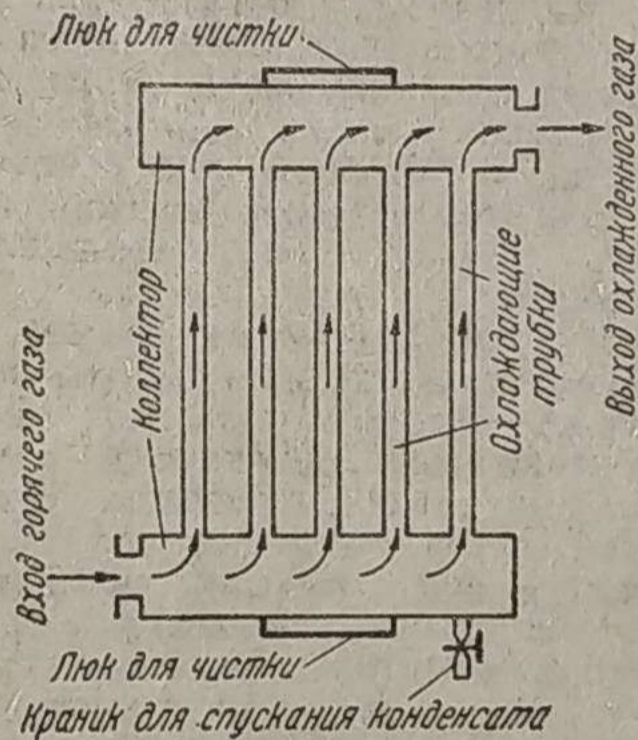 Люк для чистки
Выход охлажденного газа
Коллектор
Охлаждающие
трубки
Вход горячего газа
Люк для чистки
Краник для спускания конденсата